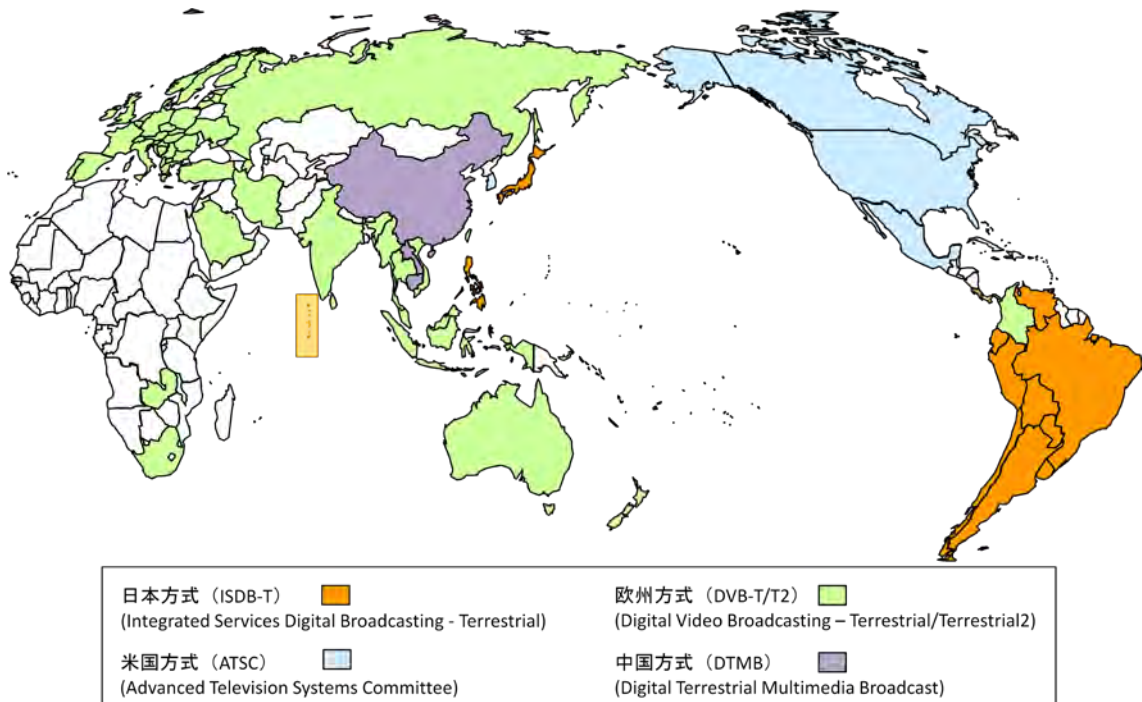 日本方式（ISDB-T）
(Integrated Services Digital Broadcasting - Terrestrial)
米国方式（ATSC）
(Advanced Television Systems Committee)
欧州方式（DVB-T/T2）
(Digital Video Broadcasting – Terrestrial/Terrestrial2)
中国方式（DTMB）
(Digital Terrestrial Multimedia Broadcast)